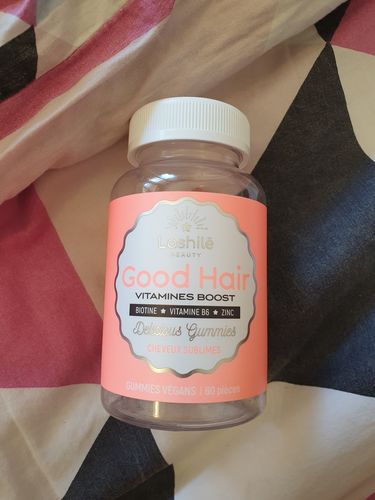 Lashilé
BEAUTY
Good Hair
VITAMINES BOOST
BIOTINE ★ VITAMINE B6 ★ ZINC
Delicious Gummies
CHEVEUX SUBLIMES
GUMMIES VEGANS | 60 pièces